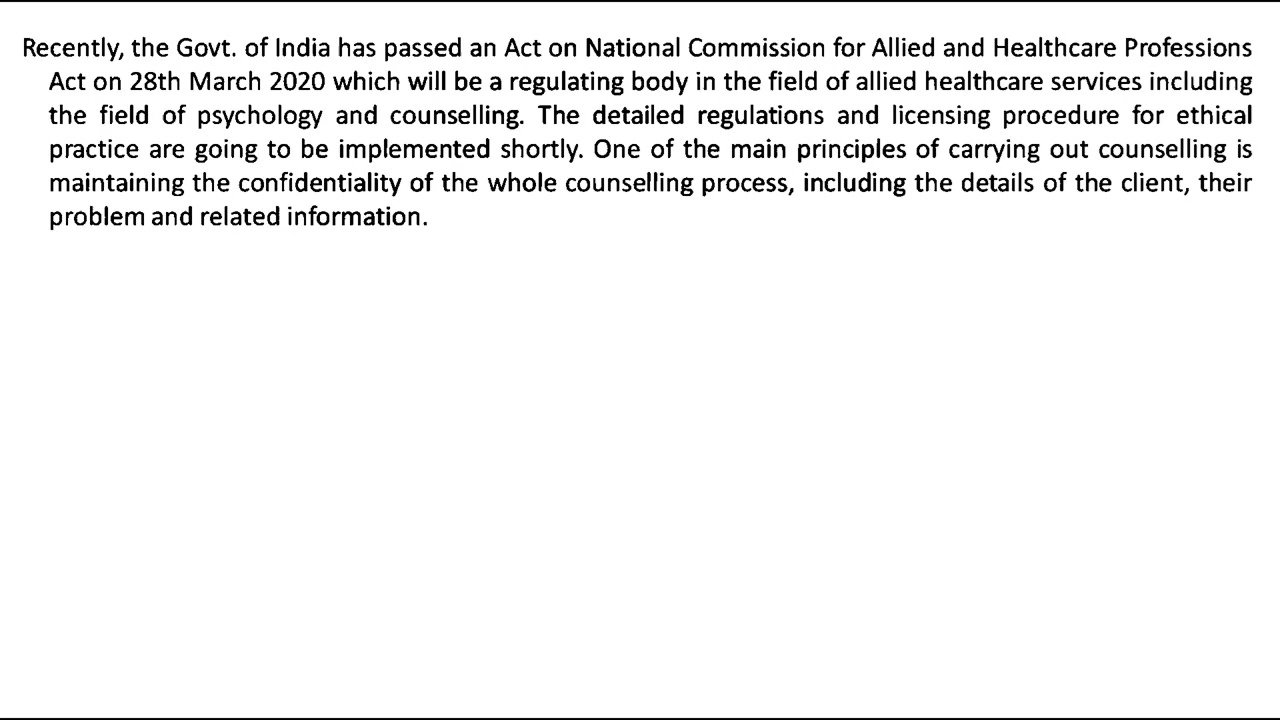 Recently, the Govt. of India has passed an Act on National Commission for Allied and Healthcare Professions
Act on 28th March 2020 which will be a regulating body in the field of allied healthcare services including
the field of psychology and counselling. The detailed regulations and licensing procedure for ethical
practice are going to be implemented shortly. One of the main principles of carrying out counselling is
maintaining the confidentiality of the whole counselling process, including the details of the client, their
problem and related information.